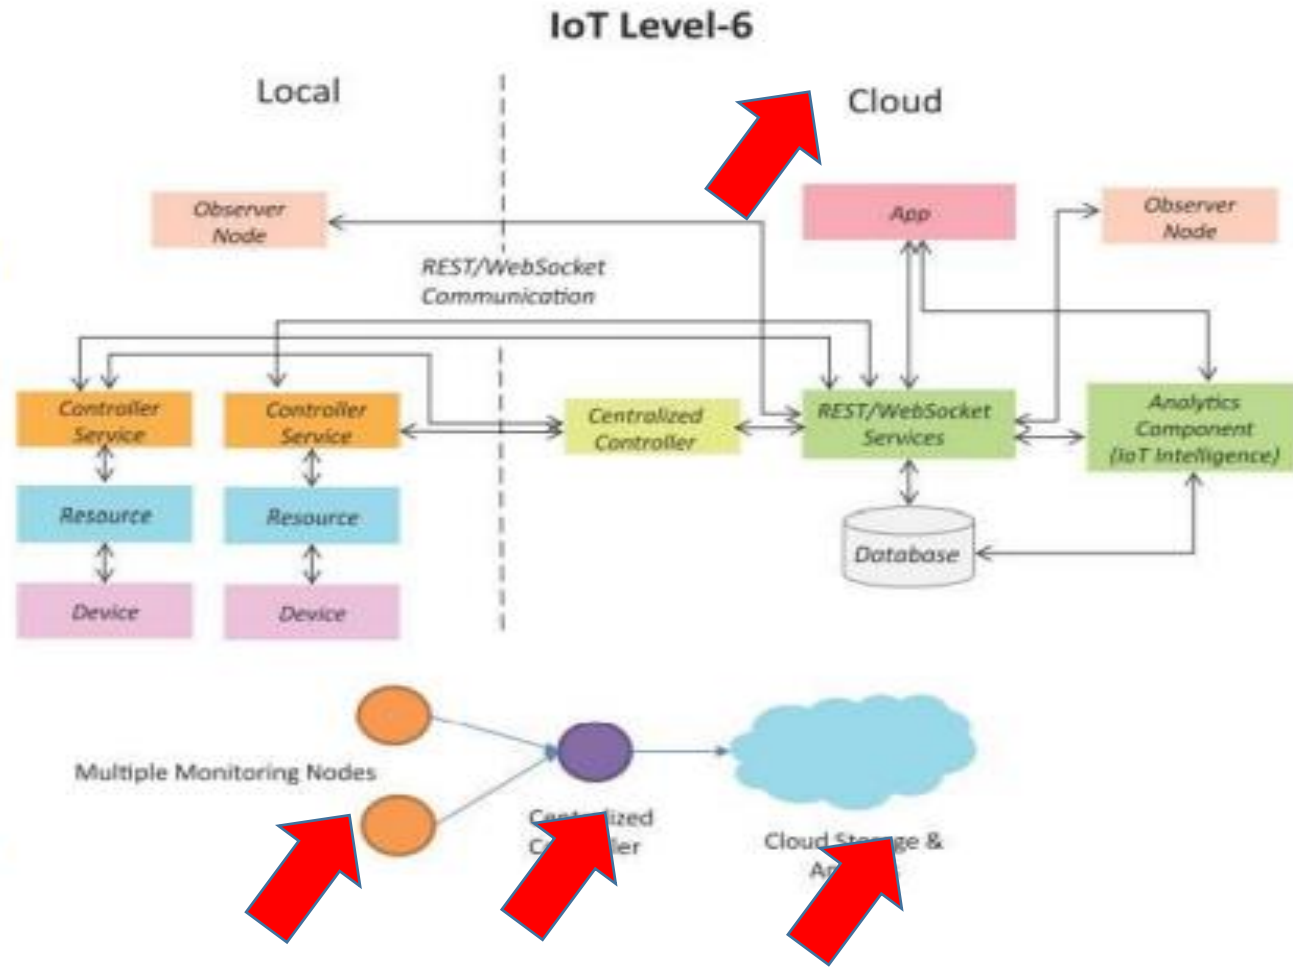 IoT Level-6
Local
Cloud
Observer
Node
App
Observer
Node
REST/WebSocket
Communication
Controller
Service
Controller
Service
Centralized
Controller
REST/WebSocket
Services
Analytics
Component
(IoT Intelligence)
Resource
Resource
Database
Device
Device
Multiple Monitoring Nodes
Cloud
&